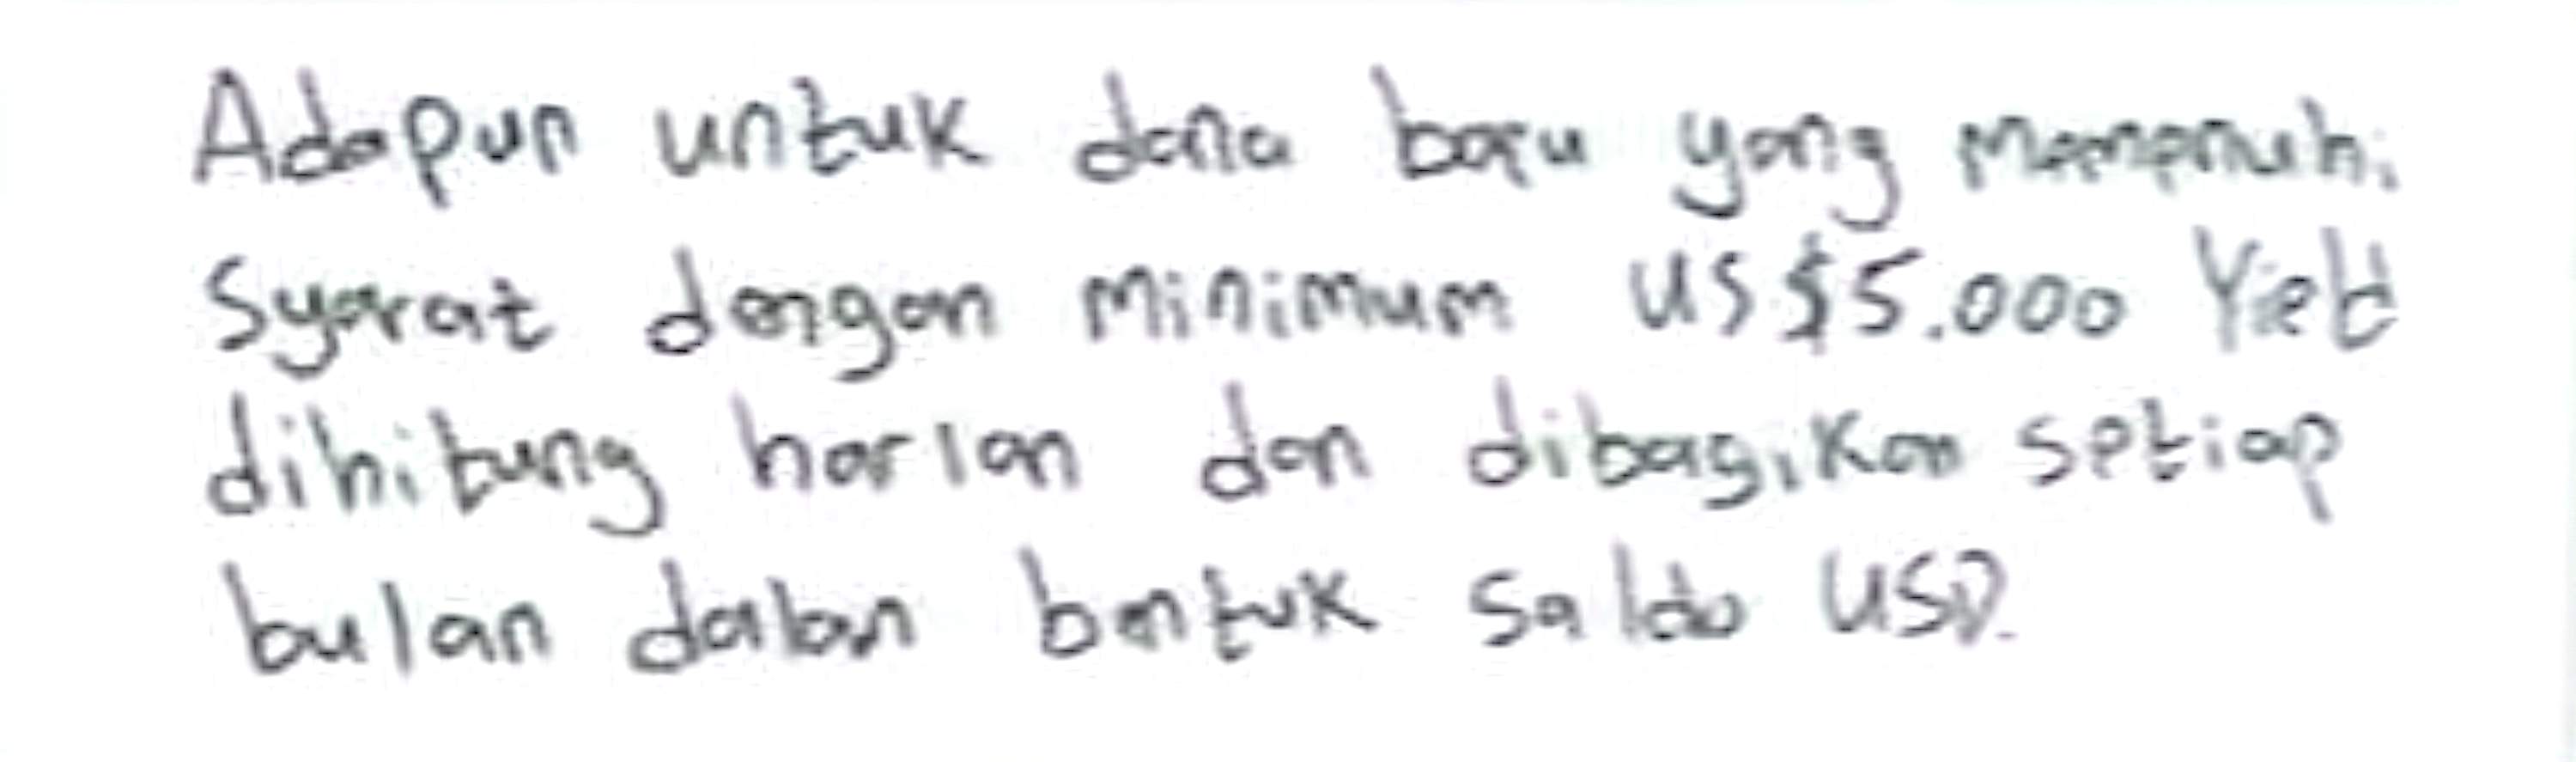 Adapun untuk dana baru yang memenuhi
Syarat dengan minimum US$5.000 Yield
dihitung harian dan dibagikan setiap
bulan dalam bentuk saldo USD.